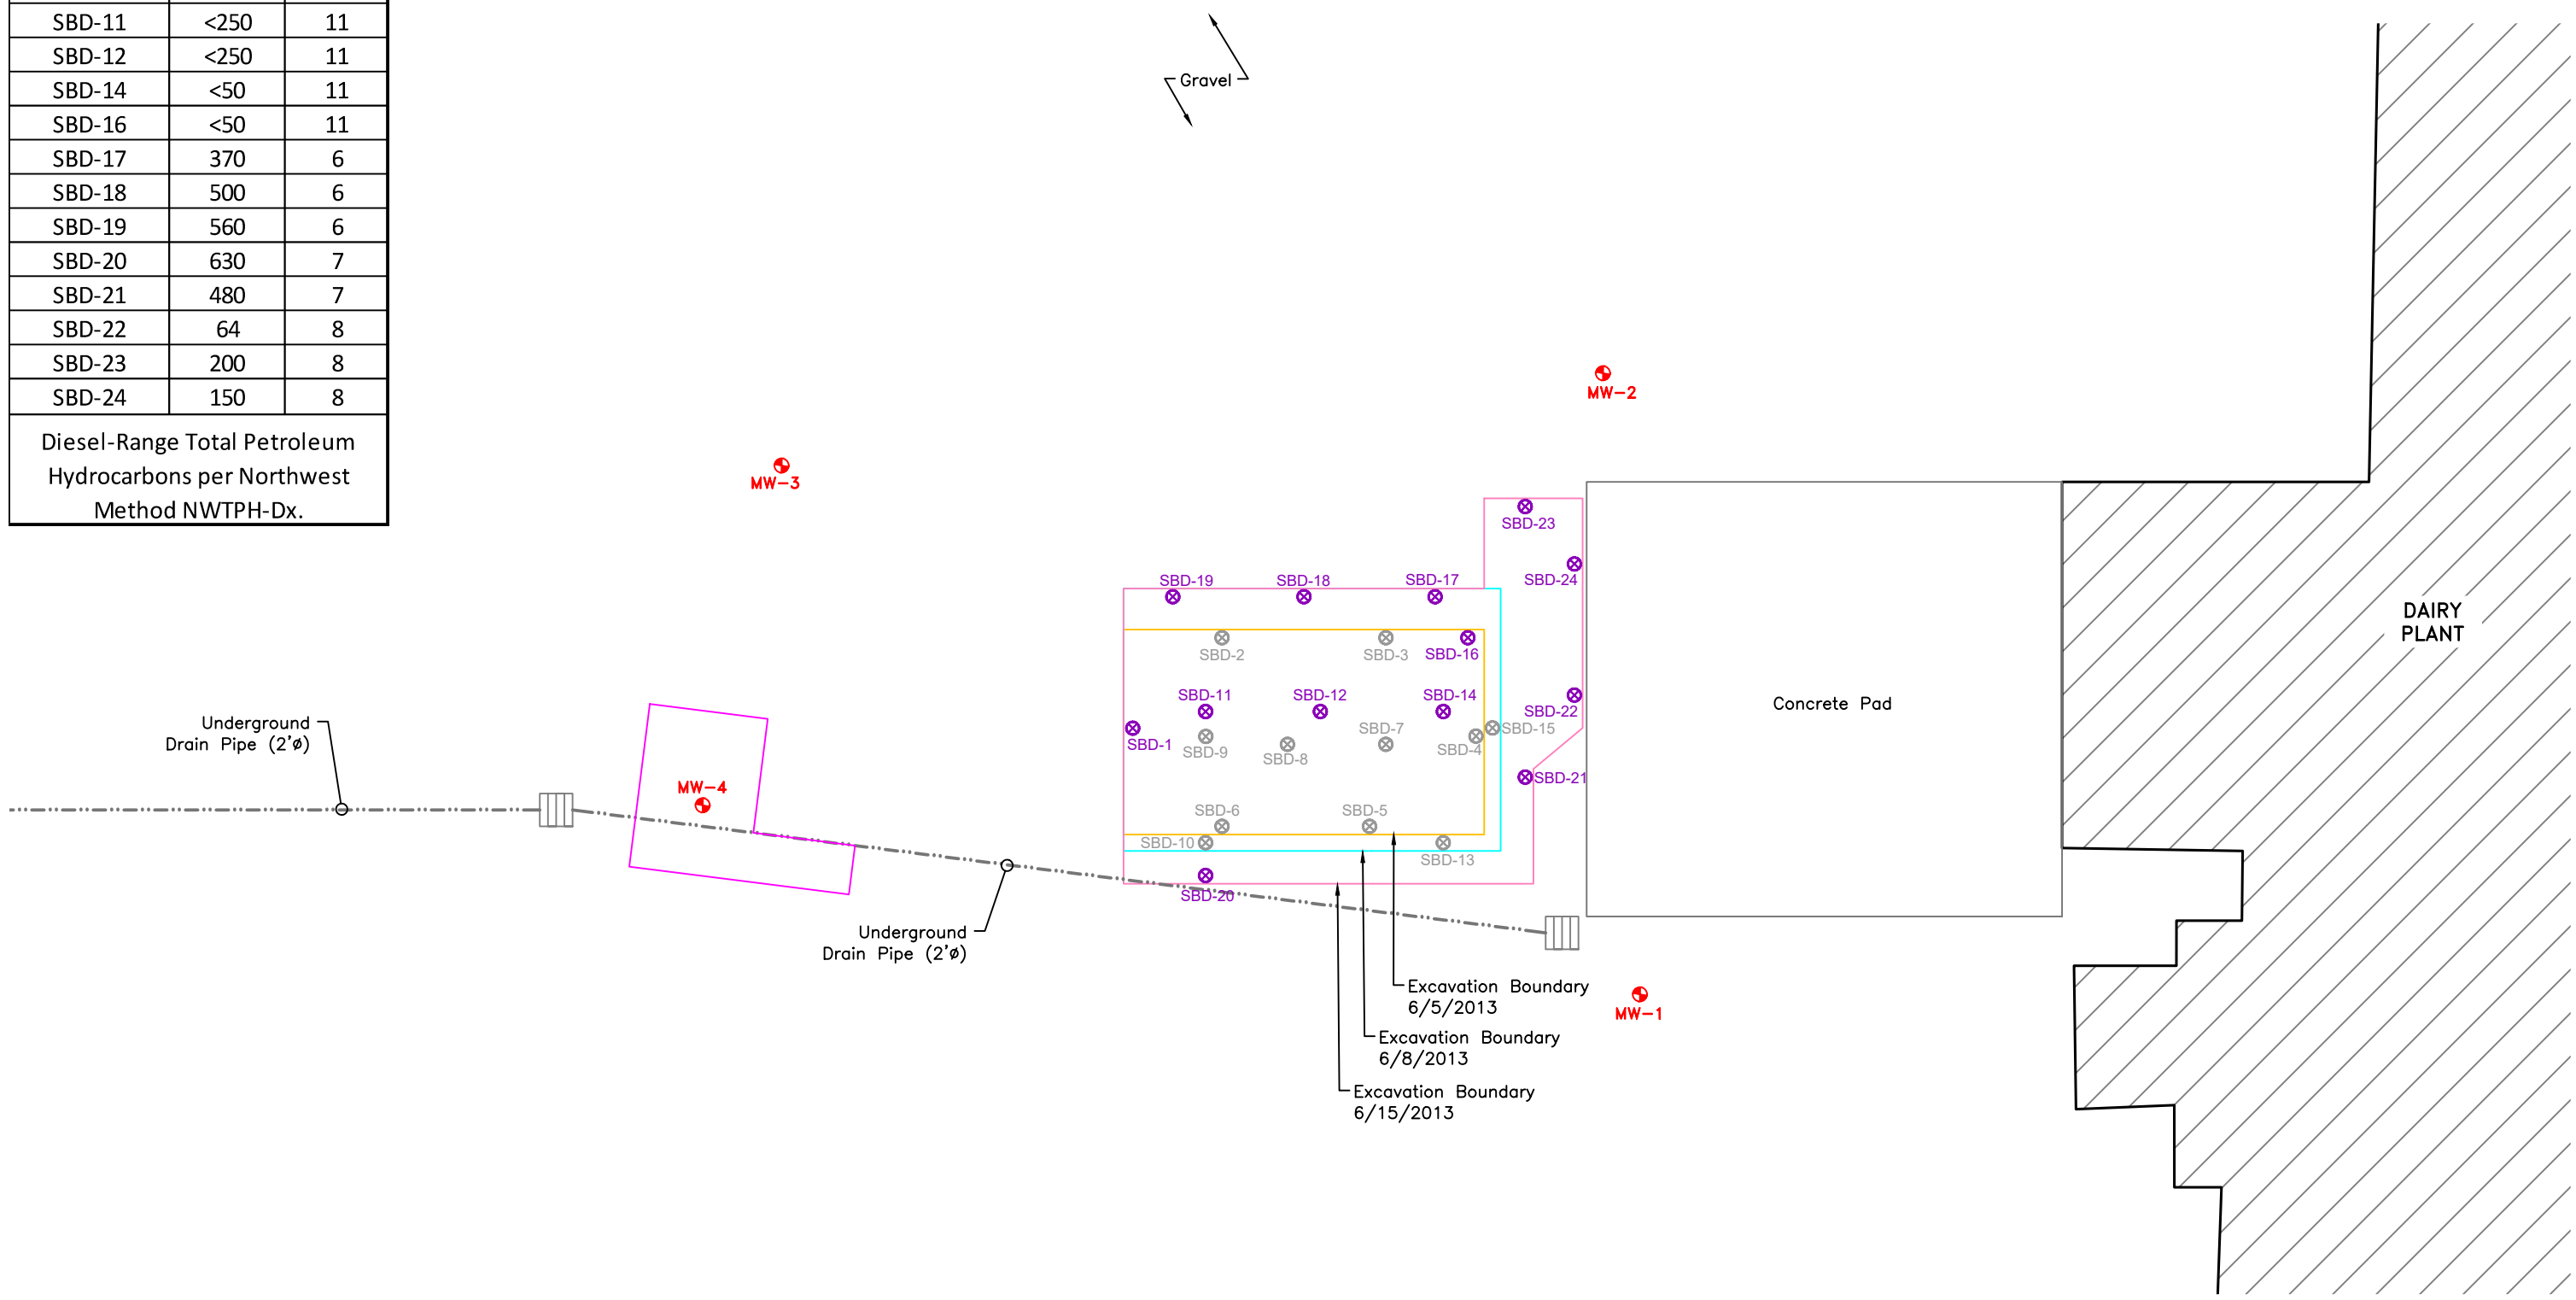 SBD-11 <250 11
SBD-12 <250 11
SBD-14 <50 11
SBD-16 <50 11
SBD-17 370 6
SBD-18 500 6
SBD-19 560 6
SBD-20 630 7
SBD-21 480 7
SBD-22 64 8
SBD-23 200 8
SBD-24 150 8
Diesel-Range Total Petroleum
Hydrocarbons per Northwest
Method NWTPH-Dx.
Gravel
MW-2
MW-3
SBD-23
SBD-24
SBD-19
SBD-18
SBD-17
SBD-2
SBD-3
SBD-16
SBD-11
SBD-12
SBD-14
SBD-22
SBD-1
SBD-9
SBD-8
SBD-7
SBD-4
SBD-15
SBD-21
SBD-6
SBD-5
SBD-10
SBD-13
SBD-20
Concrete Pad
DAIRY
PLANT
Underground
Drain Pipe (2'ø)
MW-4
Underground
Drain Pipe (2'ø)
Excavation Boundary
6/5/2013
Excavation Boundary
6/8/2013
Excavation Boundary
6/15/2013
MW-1